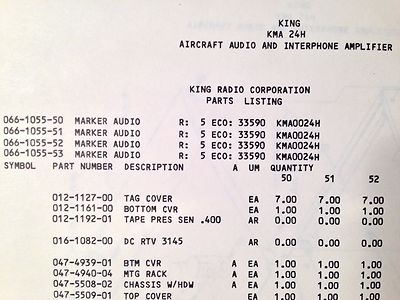 KING
KMA 24H
AIRCRAFT AUDIO AND INTERPHONE AMPLIFIER
KING RADIO CORPORATION
PARTS LISTING
066-1055-50 MARKER AUDIO R: 5 ECO: 33590 KMA0024H
066-1055-51 MARKER AUDIO R: 5 ECO: 33590 KMA0024H
066-1055-52 MARKER AUDIO R: 5 ECO: 33590 KMA0024H
066-1055-53 MARKER AUDIO R: 5 ECO: 33590 KMA0024H
SYMBOL PART NUMBER DESCRIPTION A UM QUANTITY
50 51 52
012-1127-00 TAG COVER EA 7.00 7.00 7.00
012-1161-00 BOTTOM CVR EA 1.00 1.00 1.00
012-1192-01 TAPE PRES SEN .400 AR 0.00 0.00 0.00
016-1082-00 DC RTV 3145 AR 0.00 0.00 0.00
047-4939-01 BTM CVR A EA 1.00 1.00 1.00
047-4940-04 MTG RACK A EA 1.00 1.00 1.00
047-5508-02 CHASSIS W/HDW A EA 1.00 1.00 1.00
047-5509-01 TOP COVER EA 1.00 1.00 1.00